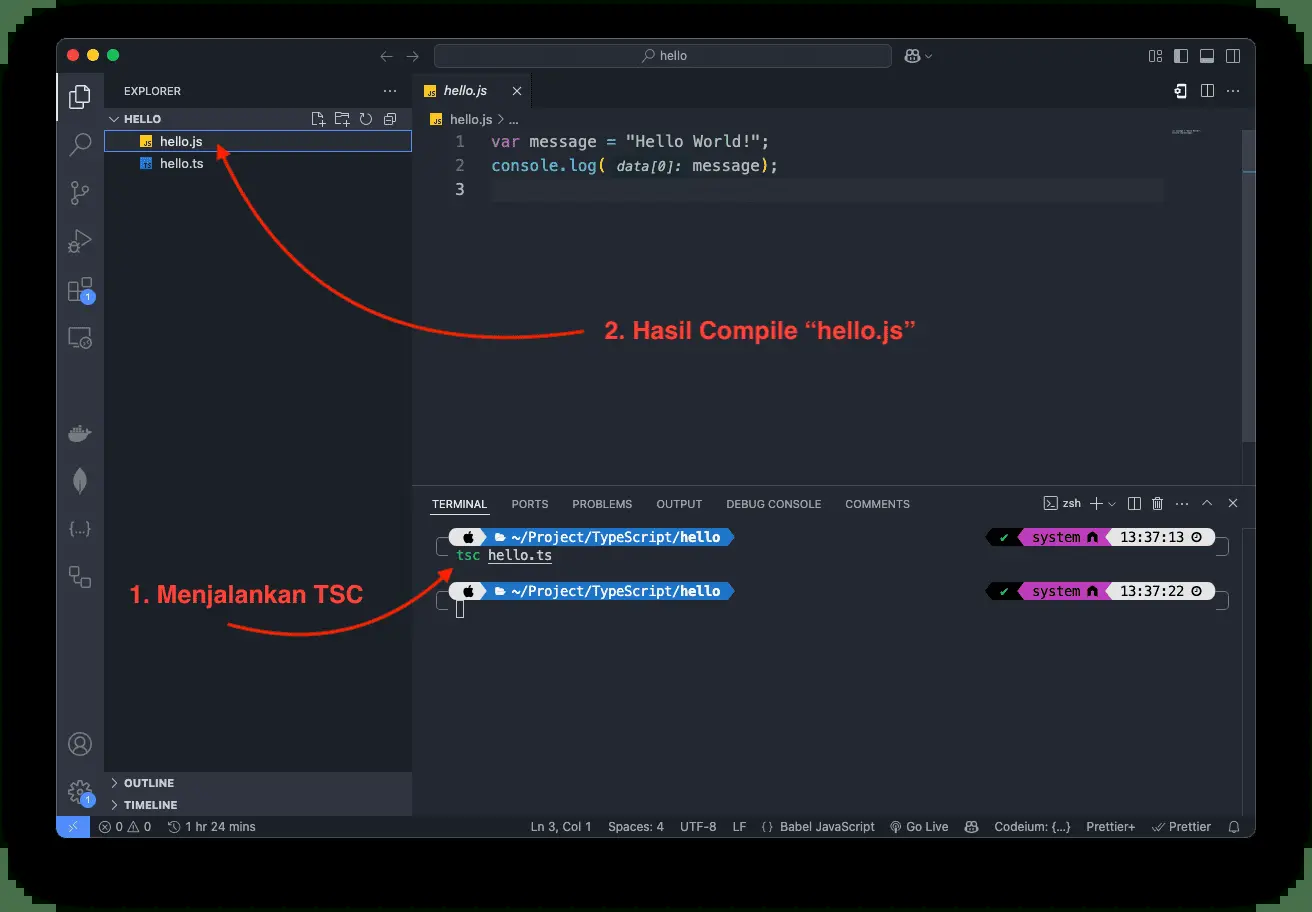 hello
EXPLORER
HELLO
hello.js
hello.ts
hello.js
hello.js > ...
1 var message = "Hello World!";
2 console.log( data[0]: message);
3
2. Hasil Compile “hello.js”
TERMINAL PORTS PROBLEMS OUTPUT DEBUG CONSOLE COMMENTS zsh
~/Project/TypeScript/hello system 13:37:13
tsc hello.ts
~/Project/TypeScript/hello system 13:37:22
1. Menjalankan TSC
1
1
OUTLINE
TIMELINE
0 0 1 hr 24 mins Ln 3, Col 1 Spaces: 4 UTF-8 LF {} Babel JavaScript Go Live Codeium: {...} Prettier+ Prettier